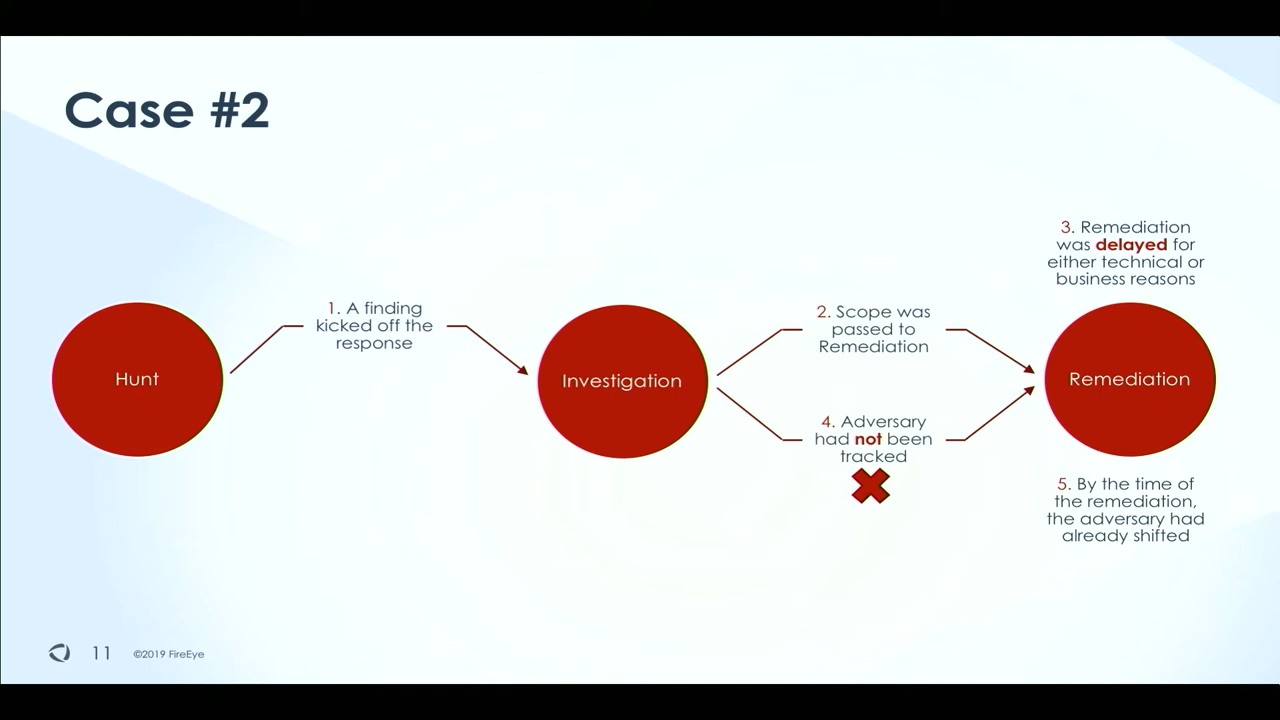 Case #2
Hunt
1. A finding
kicked off the
response
Investigation
2. Scope was
passed to
Remediation
3. Remediation
was delayed for
either technical or
business reasons
Remediation
4. Adversary
had not been
tracked
5. By the time of
the remediation,
the adversary had
already shifted
11
©2019 FireEye